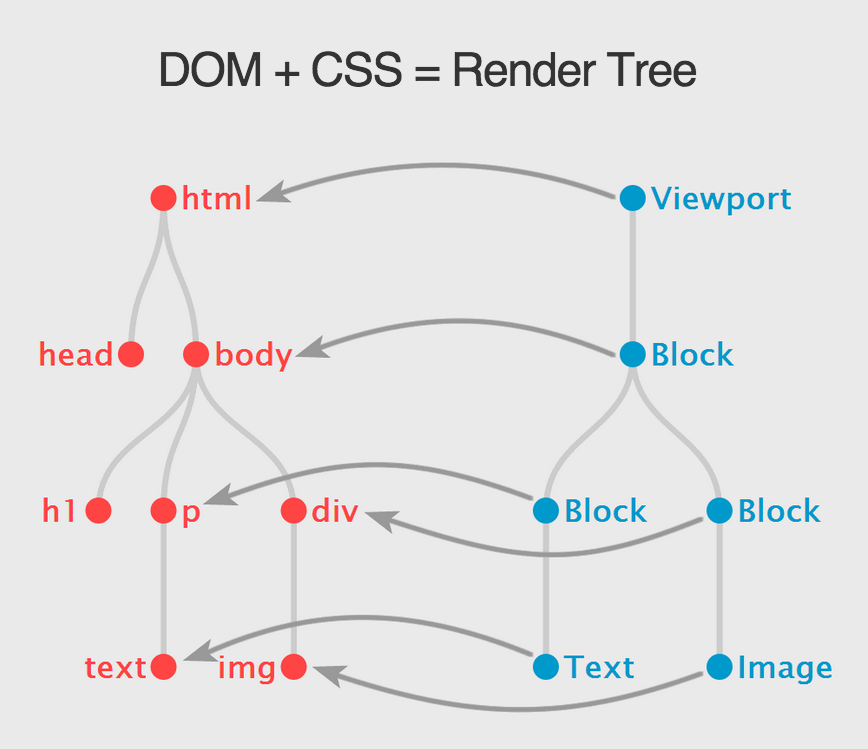 DOM + CSS = Render Tree
html Viewport
head body Block
h1 p div Block Block
text img Text Image